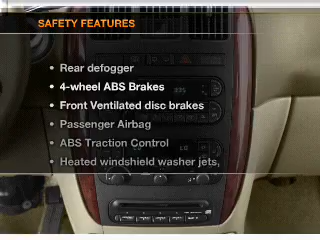 SAFETY FEATURES
• Rear defogger
• 4-wheel ABS Brakes
• Front Ventilated disc brakes
• Passenger Airbag
• ABS Traction Control
• Heated windshield washer jets,